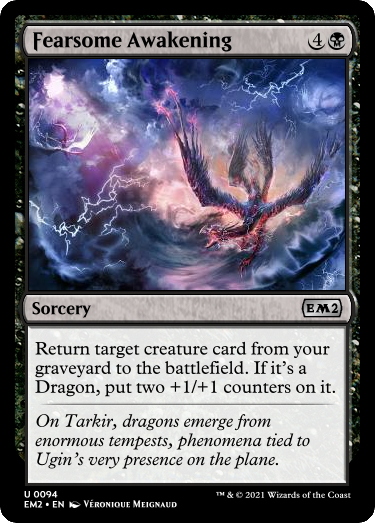 Fearsome Awakening 4
Sorcery EM2
Return target creature card from your
graveyard to the battlefield. If it's a
Dragon, put two +1/+1 counters on it.
On Tarkir, dragons emerge from
enormous tempests, phenomena tied to
Ugin's very presence on the plane.
U 0094
EM2 • EN Véronique Meignaud
™ & © 2021 Wizards of the Coast